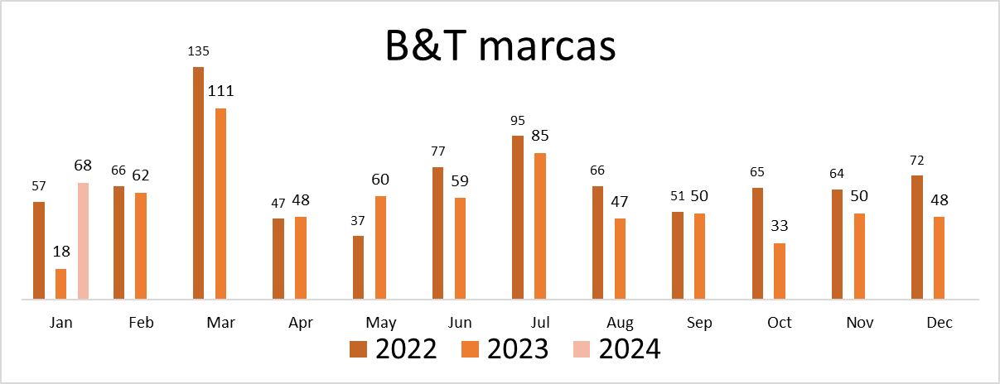 B&T marcas
57 18 68 66 62 135 111 47 48 37 60 77 59 95 85 66 47 51 50 65 33 64 50 72 48
Jan Feb Mar Apr May Jun Jul Aug Sep Oct Nov Dec
2022 2023 2024